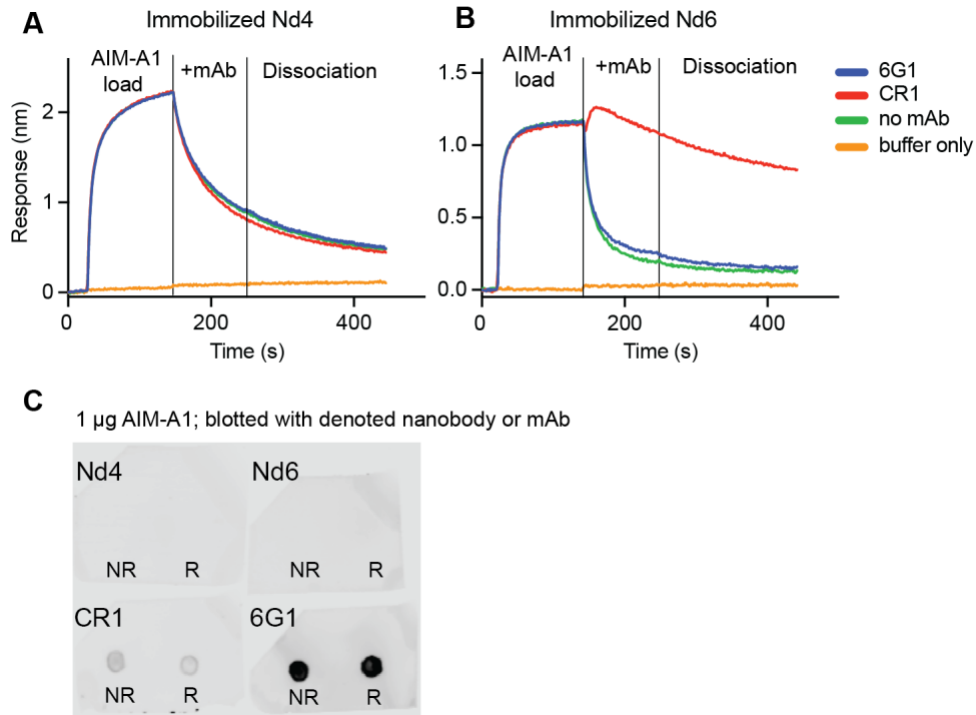 A
Immobilized Nd4
AIM-A1 load
+mAb
Dissociation
Response (nm)
2
1
0
0
200
400
Time (s)
B
Immobilized Nd6
AIM-A1 load
+mAb
Dissociation
1.5
1.0
0.5
0.0
0
200
400
Time (s)
6G1
CR1
no mAb
buffer only
C
1 µg AIM-A1; blotted with denoted nanobody or mAb
Nd4
NR R
Nd6
NR R
CR1
NR R
6G1
NR R